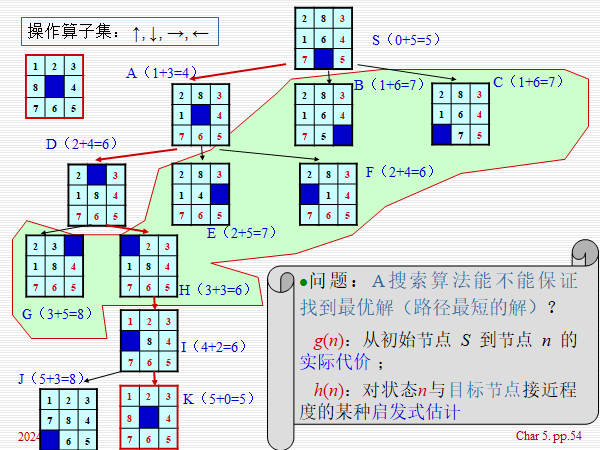 操作算子集：↑,↓, →,←
2 8 3
1 6 4
7 5
S（0+5=5）
1 2 3
8 4
7 6 5
A（1+3=4）
2 8 3
1 4
7 6 5
B（1+6=7）
2 8 3
1 6 4
7 5
C（1+6=7）
2 8 3
1 6 4
7 5
D（2+4=6）
2 3
1 8 4
7 6 5
2 8 3
1 4
7 6 5
E（2+5=7）
2 8 3
1 4
7 6 5
F（2+4=6）
2 3
1 8 4
7 6 5
G（3+5=8）
2 3
1 8 4
7 6 5
H（3+3=6）
1 2 3
8 4
7 6 5
I（4+2=6）
J（5+3=8）
1 2 3
7 8 4
6 5
1 2 3
8 4
7 6 5
K（5+0=5）
●问题：A搜索算法能不能保证
找到最优解（路径最短的解）？
g(n)：从初始节点 S 到节点 n 的
实际代价；
h(n)：对状态n与目标节点接近程
度的某种启发式估计
2024
Char 5. pp.54